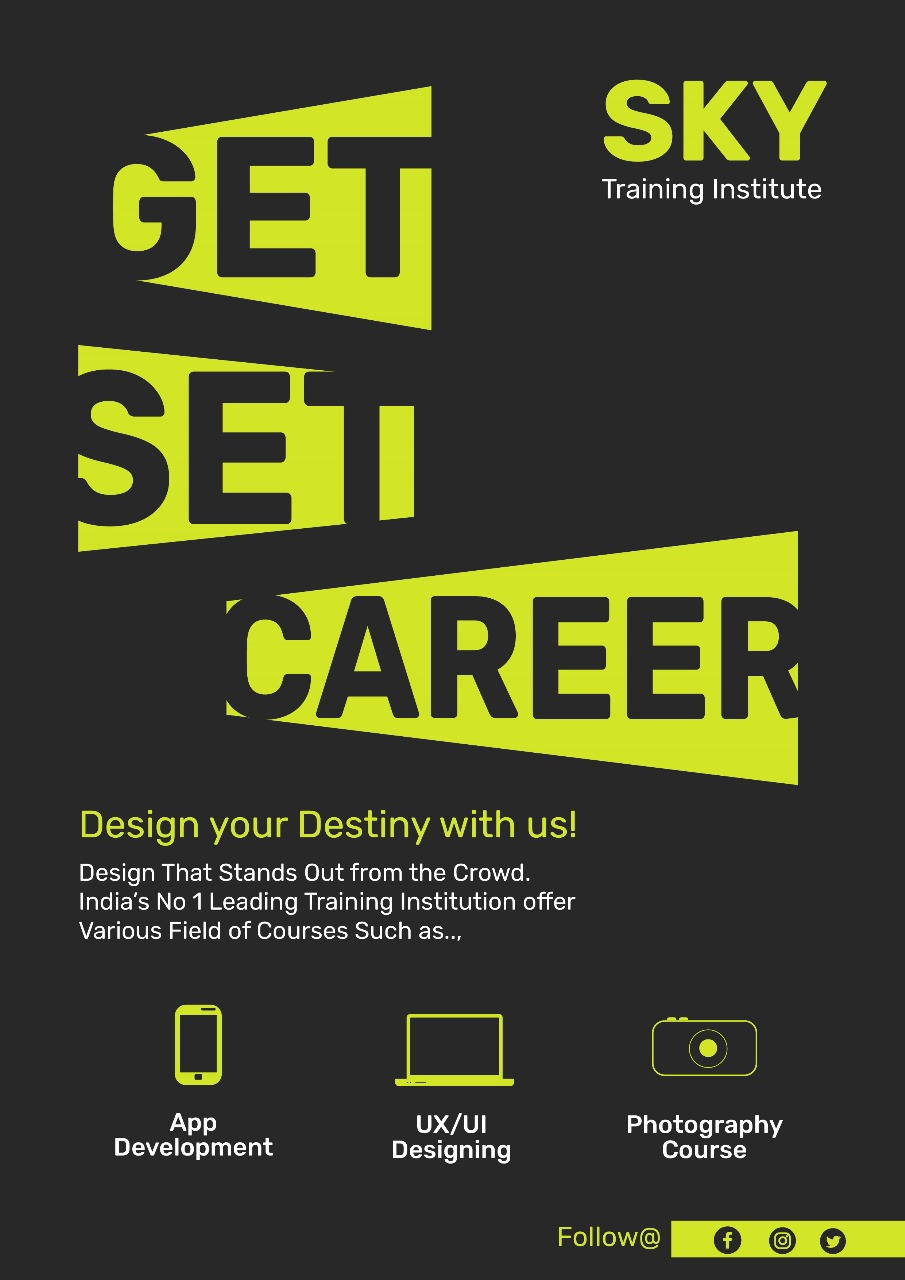 SKY
Training Institute
GET
SET
CAREER
Design your Destiny with us!
Design That Stands Out from the Crowd.
India's No 1 Leading Training Institution offer
Various Field of Courses Such as..,
App
Development
UX/UI
Designing
Photography
Course
Follow@